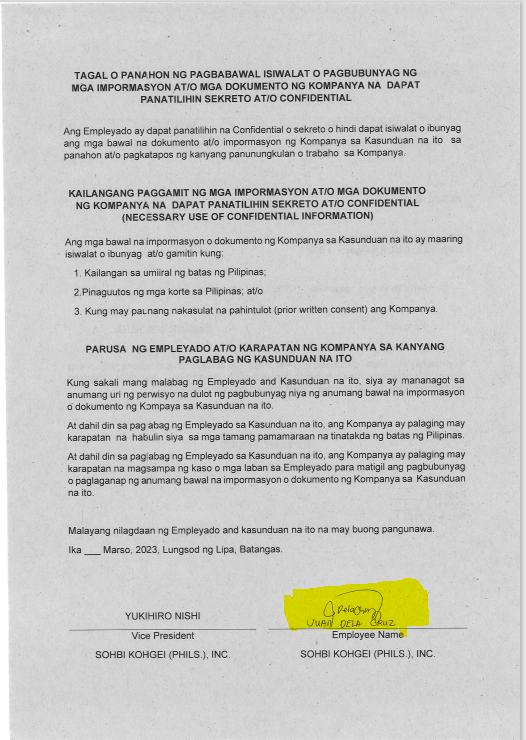 TAGAL O PANAHON NG PAGBABAWAL ISIWALAT O PAGBUBUNYAG NG
MGA IMPORMASYON AT/O MGA DOKUMENTO NG KOMPANYA NA DAPAT
PANATILIHIN SEKRETO AT/O CONFIDENTIAL
Ang Empleyado ay dapat panatilihin na Confidential o sekreto o hindi dapat isiwalat o ibunyag
ang mga bawal na dokumento at/o impormasyon ng Kompanya sa Kasunduan na ito sa
panahon at/o pagkatapos ng kanyang panunungkulan o trabaho sa Kompanya.
KAILANGANG PAGGAMIT NG MGA IMPORMASYON AT/O MGA DOKUMENTO
NG KOMPANYA NA DAPAT PANATILIHIN SEKRETO AT/O CONFIDENTIAL
(NECESSARY USE OF CONFIDENTIAL INFORMATION)
Ang mga bawal na impormasyon o dokumento ng Kompanya sa Kasunduan na ito ay maaring
isiwalat o ibunyag at/o gamitin kung:
1. Kailangan sa umiiral ng batas ng Pilipinas;
2.Pinaguutos ng mga korte sa Pilipinas; at/o
3. Kung may paunang nakasulat na pahintulot (prior written consent) ang Kompanya.
PARUSA NG EMPLEYADO AT/O KARAPATAN NG KOMPANYA SA KANYANG
PAGLABAG NG KASUNDUAN NA ITO
Kung sakali mang malabag ng Empleyado and Kasunduan na ito, siya ay mananagot sa
anumang uri ng perwisyo na dulot ng pagbubunyag niya ng anumang bawal na impormasyon
o dokumento ng Kompaya sa Kasunduan na ito.
At dahil din sa paglabag ng Empleyado sa Kasunduan na ito, ang Kompanya ay palaging may
karapatan na habulin siya sa mga tamang pamamaraan na tinatakda ng batas ng Pilipinas.
At dahil din sa paglabag ng Empleyado sa Kasunduan na ito, ang Kompanya ay palaging may
karapatan na magsampa ng kaso o mga laban sa Empleyado para matigil ang pagbubunyag
o paglaganap ng anumang bawal na impormasyon o dokumento ng Kompanya sa Kasunduan
na ito.
Malayang nilagdaan ng Empleyado and kasunduan na ito na may buong pangunawa.
Ika ___ Marso, 2023, Lungsod ng Lipa, Batangas.
YUKIHIRO NISHI
Vice President
SOHBI KOHGEI (PHILS.), INC.
JUAN DELA CRUZ
Employee Name
SOHBI KOHGEI (PHILS.), INC.